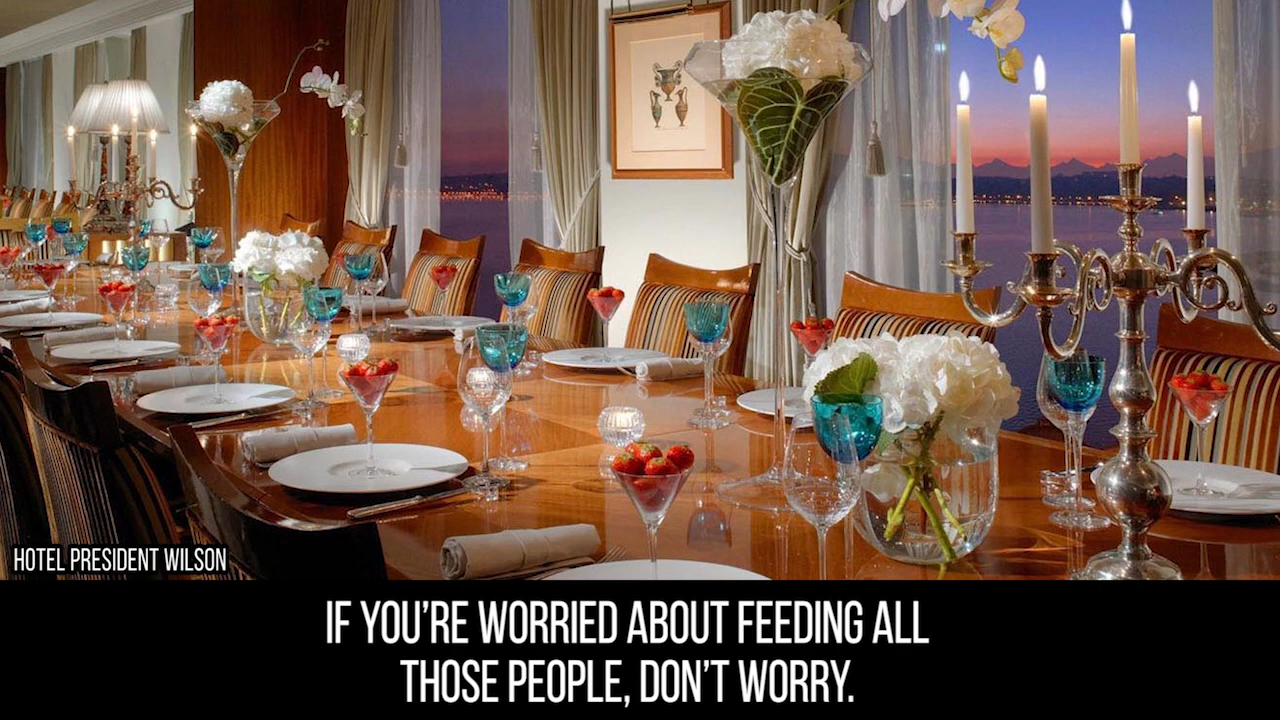 HOTEL PRESIDENT WILSON
IF YOU’RE WORRIED ABOUT FEEDING ALL
THOSE PEOPLE, DON’T WORRY.